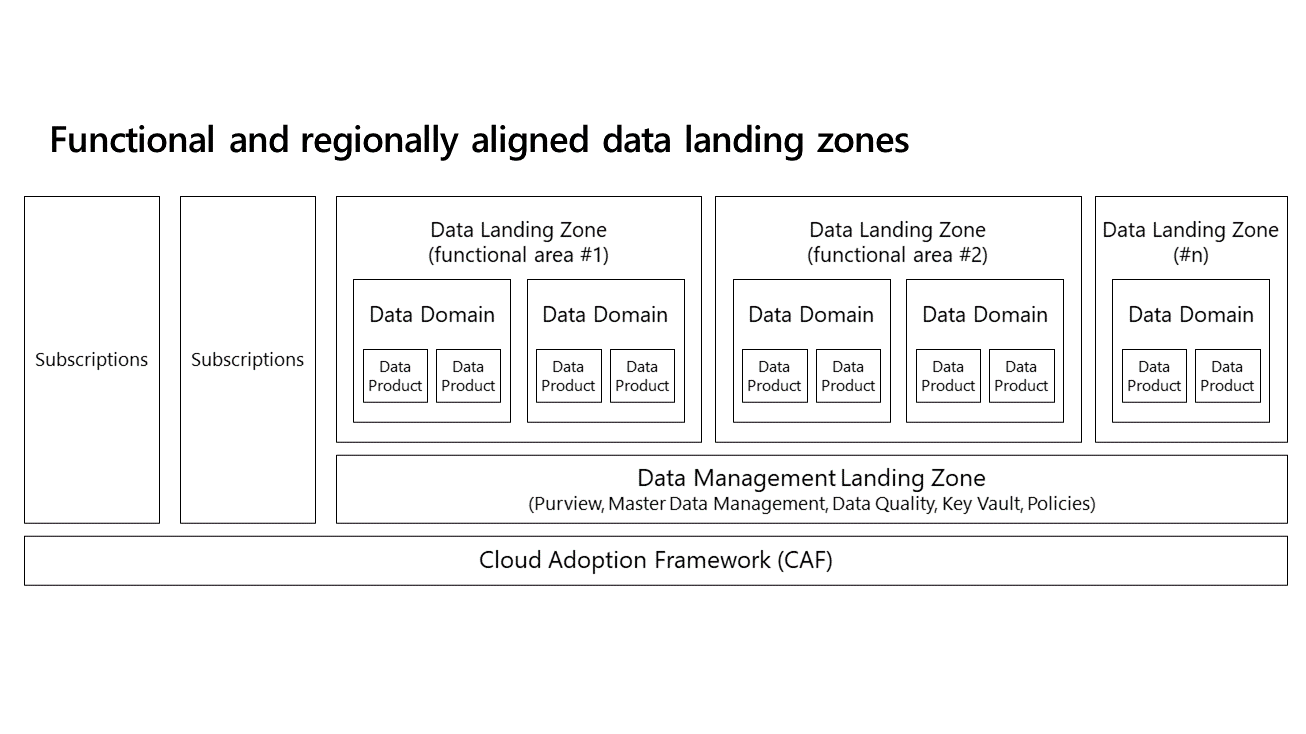 Functional and regionally aligned data landing zones
Subscriptions
Subscriptions
Data Landing Zone
(functional area #1)
Data Domain
Data
Product
Data
Product
Data Domain
Data
Product
Data
Product
Data Landing Zone
(functional area #2)
Data Domain
Data
Product
Data
Product
Data Domain
Data
Product
Data
Product
Data Landing Zone
(#n)
Data Domain
Data
Product
Data
Product
Data Management Landing Zone
(Purview, Master Data Management, Data Quality, Key Vault, Policies)
Cloud Adoption Framework (CAF)